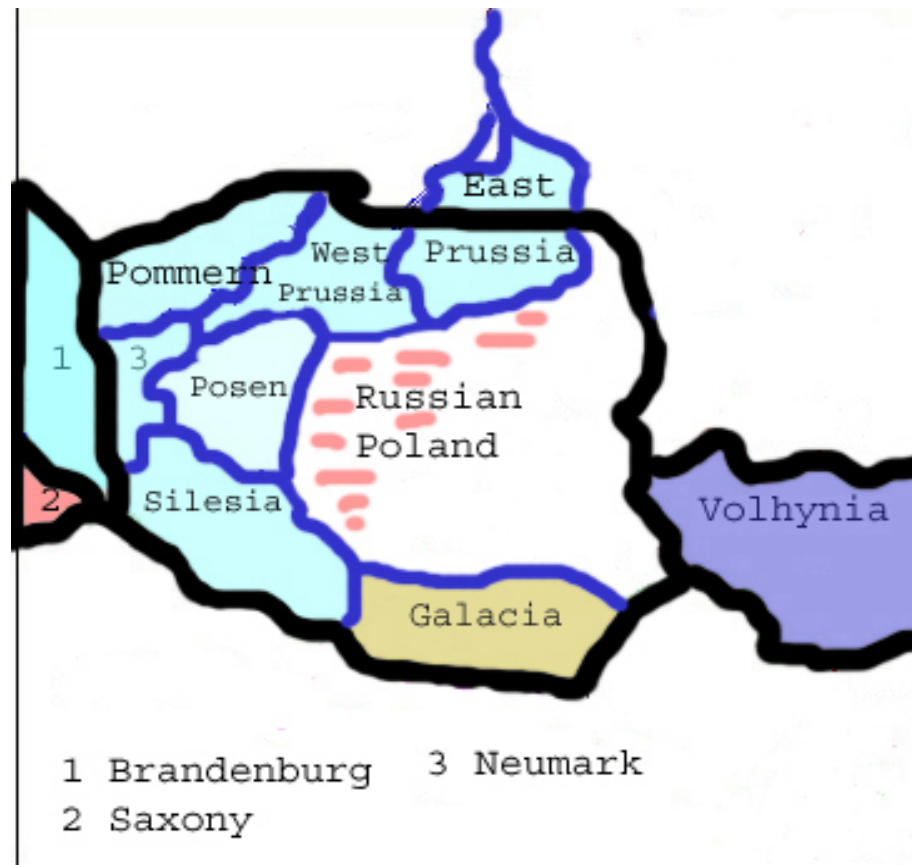 East
West
Prussia
Pommern
Prussia
1
3
Posen
Russian
Poland
2
Silesia
Volhynia
Galacia
1 Brandenburg
3 Neumark
2 Saxony